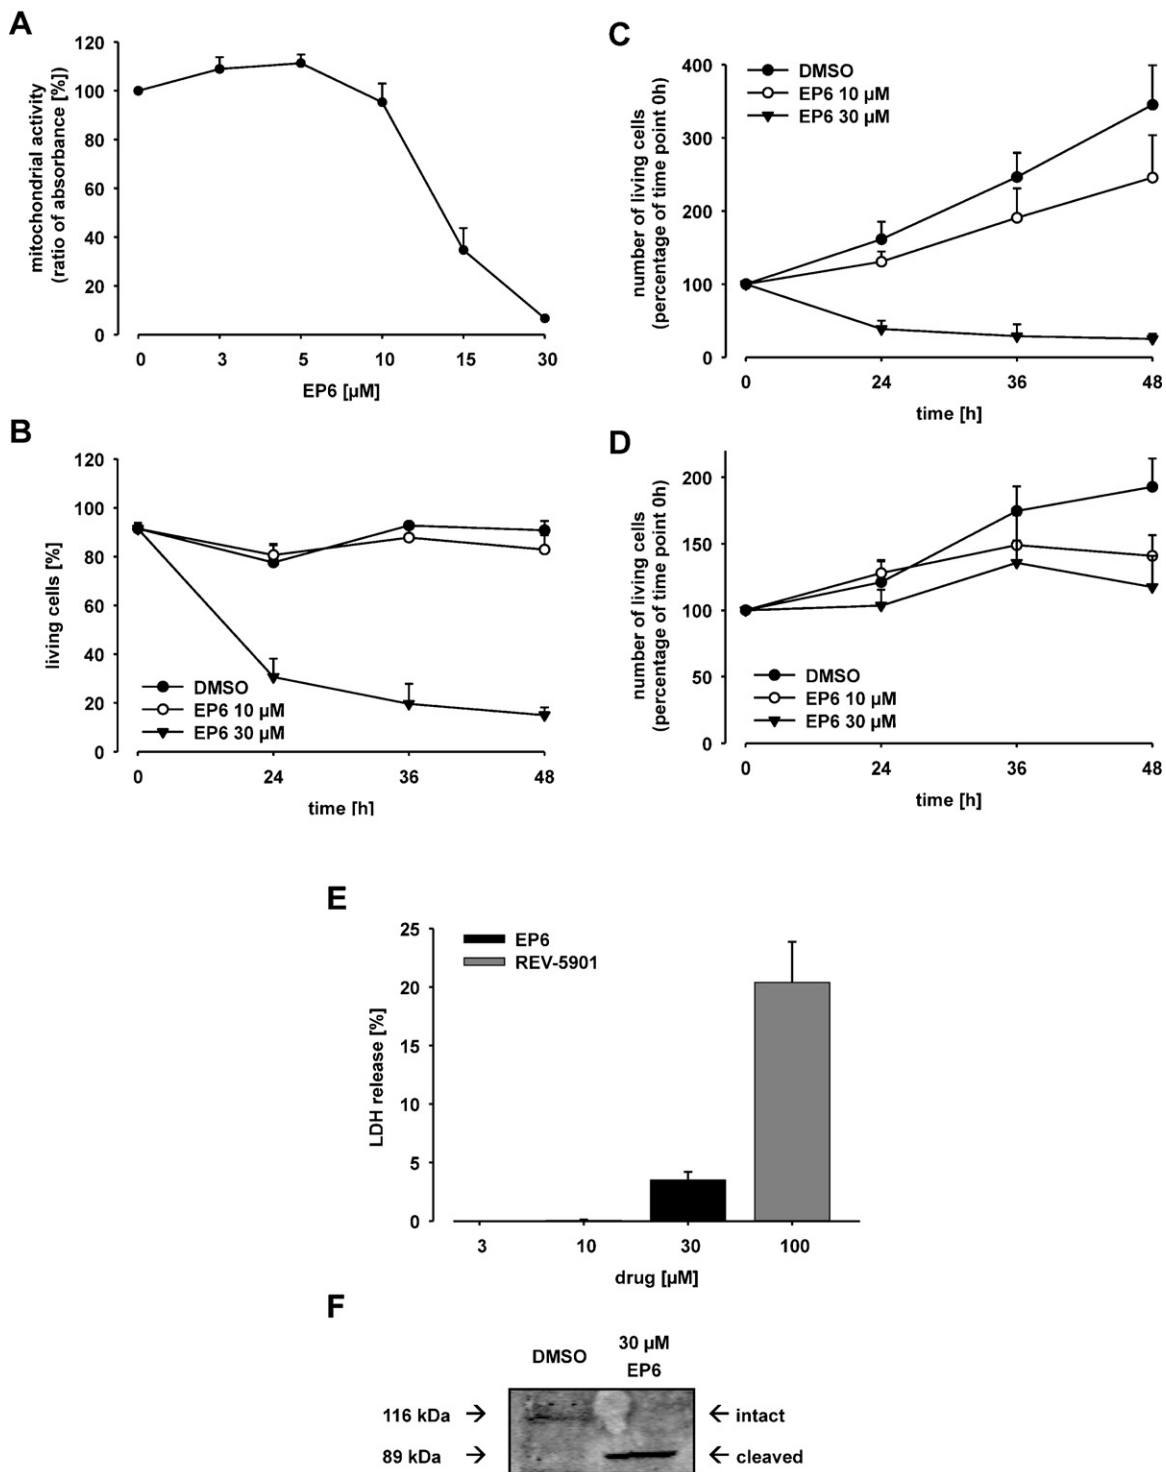 A
120
100
80
60
40
20
0
mitochondrial activity
(ratio of absorbance [%])
0 3 5 10 15 30
EP6 [µM]
B
120
100
80
60
40
20
0
living cells [%]
DMSO
EP6 10 µM
EP6 30 µM
0 24 36 48
time [h]
C
400
300
200
100
0
number of living cells
(percentage of time point 0h)
DMSO
EP6 10 µM
EP6 30 µM
0 24 36 48
time [h]
D
200
150
100
50
0
number of living cells
(percentage of time point 0h)
DMSO
EP6 10 µM
EP6 30 µM
0 24 36 48
time [h]
E
25
20
15
10
5
0
LDH release [%]
EP6
REV-5901
3 10 30 100
drug [µM]
F
DMSO
30 µM
EP6
116 kDa → ← intact
89 kDa → ← cleaved